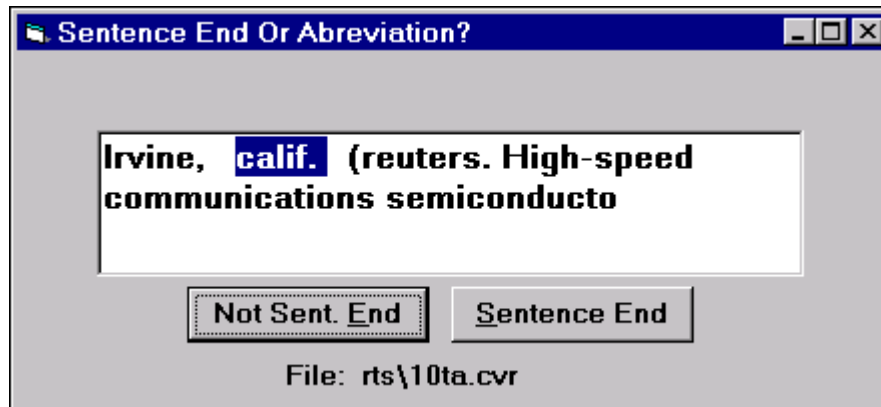 Sentence End Or Abreviation?
Irvine, calif. (reuters. High-speed
communications semiconducto
Not Sent. End Sentence End
File: rts\10ta.cvr